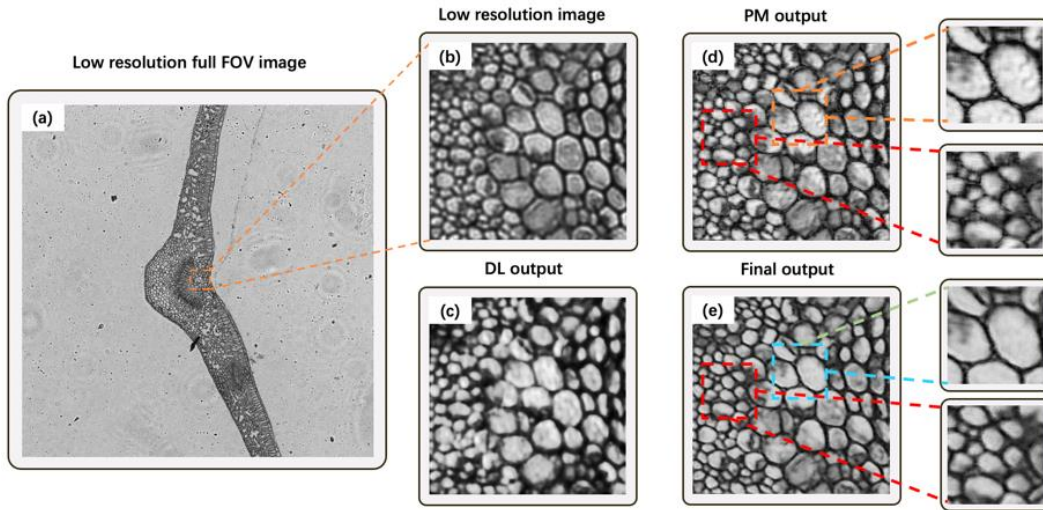 Low resolution full FOV image
(a)
Low resolution image
(b)
DL output
(c)
PM output
(d)
Final output
(e)